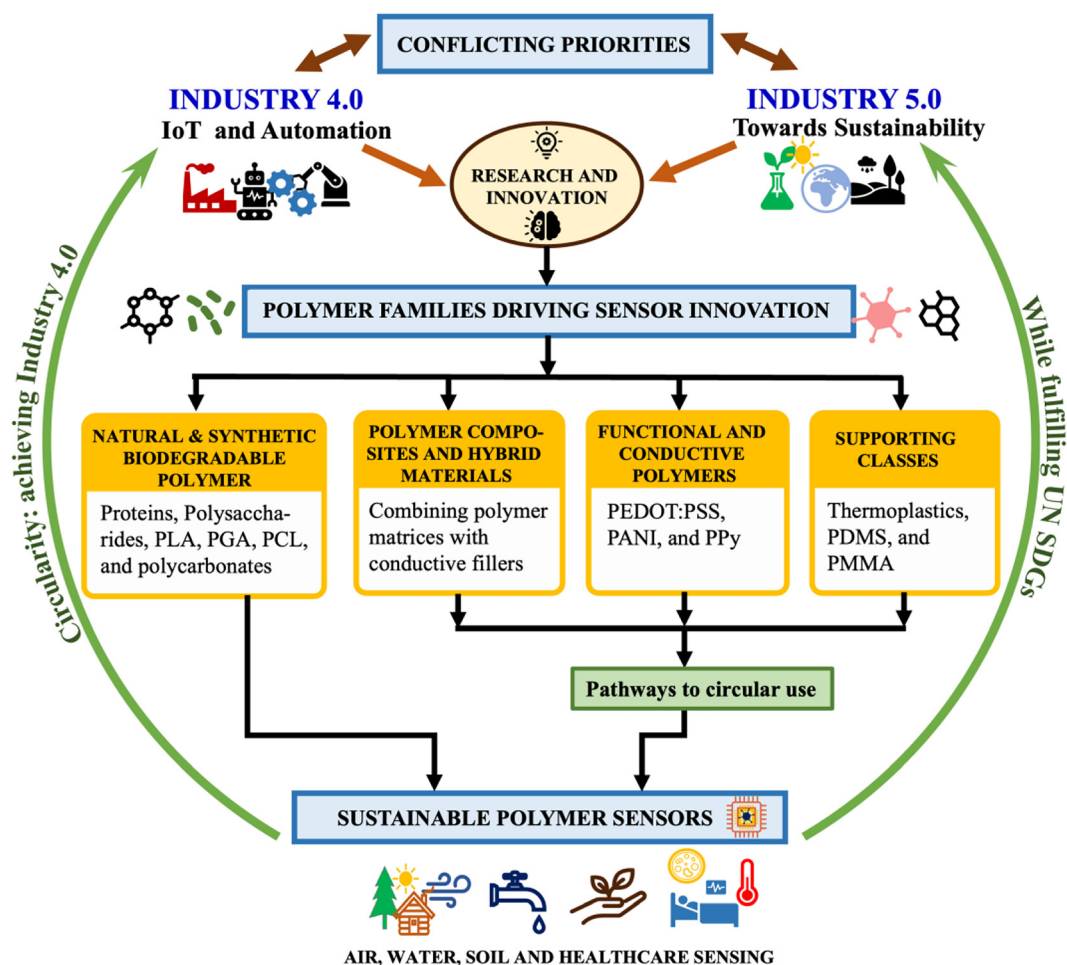 CONFLICTING PRIORITIES
INDUSTRY 4.0
IoT and Automation
INDUSTRY 5.0
Towards Sustainability
RESEARCH AND
INNOVATION
POLYMER FAMILIES DRIVING SENSOR INNOVATION
NATURAL & SYNTHETIC
BIODEGRADABLE
POLYMER
Proteins, Polysaccha-
rides, PLA, PGA, PCL,
and polycarbonates
POLYMER COMPO-
SITES AND HYBRID
MATERIALS
Combining polymer
matrices with
conductive fillers
FUNCTIONAL AND
CONDUCTIVE
POLYMERS
PEDOT:PSS,
PANI, and PPy
SUPPORTING
CLASSES
Thermoplastics,
PDMS, and
PMMA
Pathways to circular use
SUSTAINABLE POLYMER SENSORS
AIR, WATER, SOIL AND HEALTHCARE SENSING
Circularity: achieving Industry 4.0
While fulfilling UN SDGs